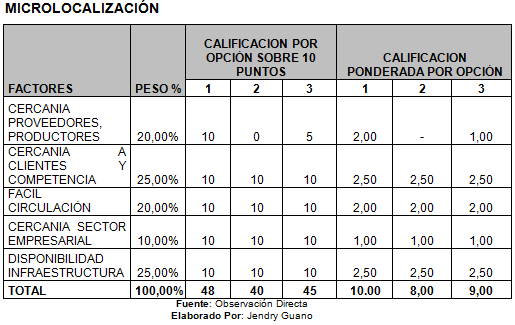 MICROLOCALIZACIÓN
CALIFICACION POR
OPCIÓN SOBRE 10
PUNTOS
CALIFICACION
PONDERADA POR OPCIÓN
FACTORES PESO % 1 2 3 1 2 3
CERCANIA
PROVEEDORES,
PRODUCTORES 20,00% 10 0 5 2,00 - 1,00
CERCANIA A
CLIENTES Y
COMPETENCIA 25,00% 10 10 10 2,50 2,50 2,50
FACIL
CIRCULACIÓN 20,00% 10 10 10 2,00 2,00 2,00
CERCANIA SECTOR
EMPRESARIAL 10,00% 10 10 10 1,00 1,00 1,00
DISPONIBILIDAD
INFRAESTRUCTURA 25,00% 10 10 10 2,50 2,50 2,50
TOTAL 100,00% 48 40 45 10.00 8,00 9,00
Fuente: Observación Directa
Elaborado Por: Jendry Guano